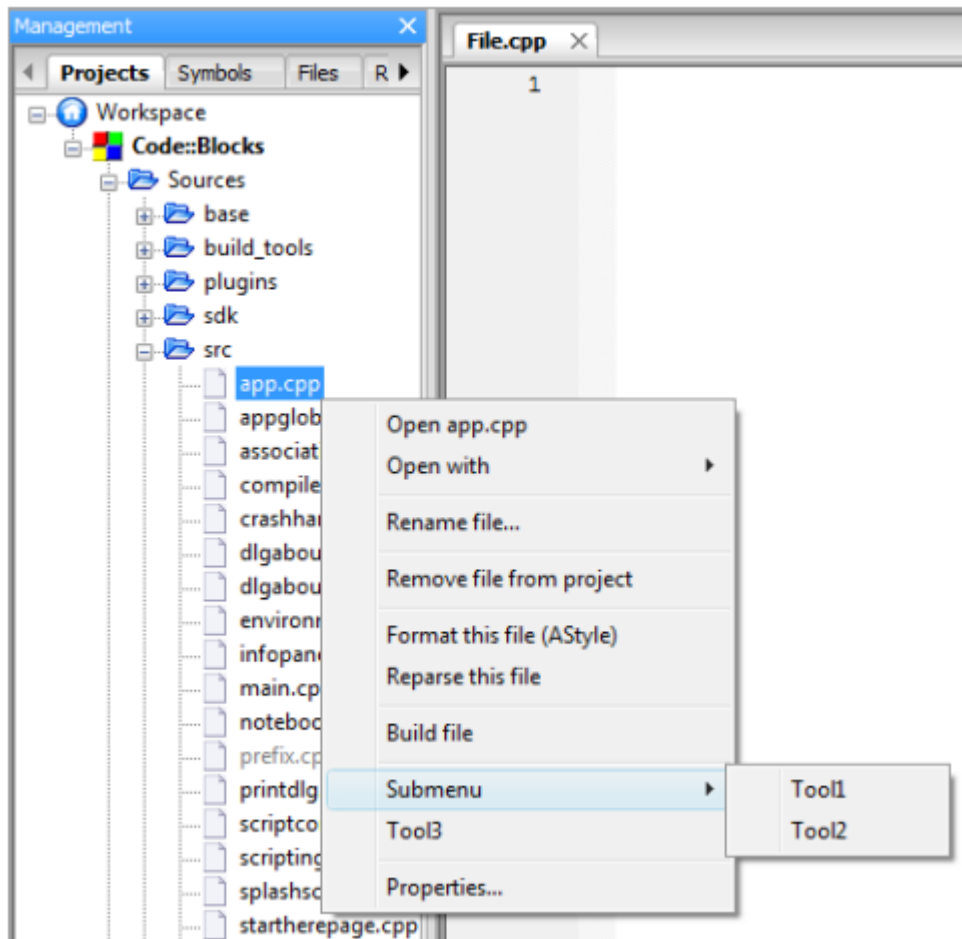 Management
File.cpp
Projects Symbols Files R
1
Workspace
Code::Blocks
Sources
base
build_tools
plugins
sdk
src
app.cpp
appglob
associat
compile
crashha
dlgabou
dlgabou
environ
infopan
main.cp
noteboo
prefix.cp
printdlg
scriptco
scripting
splashsc
startherepage.cpp
Open app.cpp
Open with
Rename file...
Remove file from project
Format this file (AStyle)
Reparse this file
Build file
Submenu
Tool3
Properties...
Tool1
Tool2